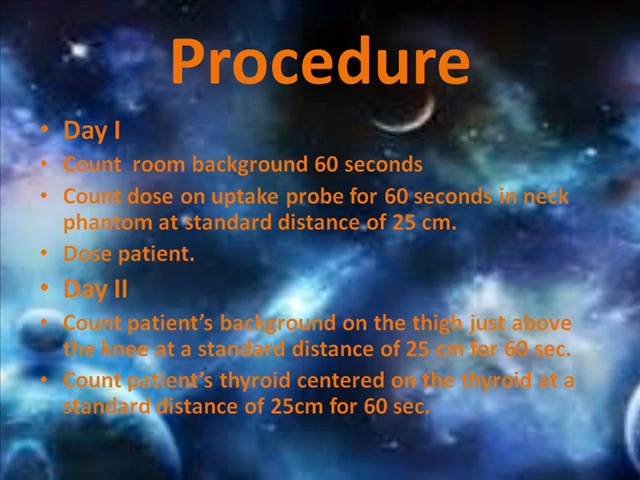 Procedure
• Day I
• Count room background 60 seconds
• Count dose on uptake probe for 60 seconds in neck
phantom at standard distance of 25 cm.
• Dose patient.
• Day II
• Count patient's background on the thigh just above
the knee at a standard distance of 25 cm for 60 sec.
• Count patient's thyroid centered on the thyroid at a
standard distance of 25cm for 60 sec.